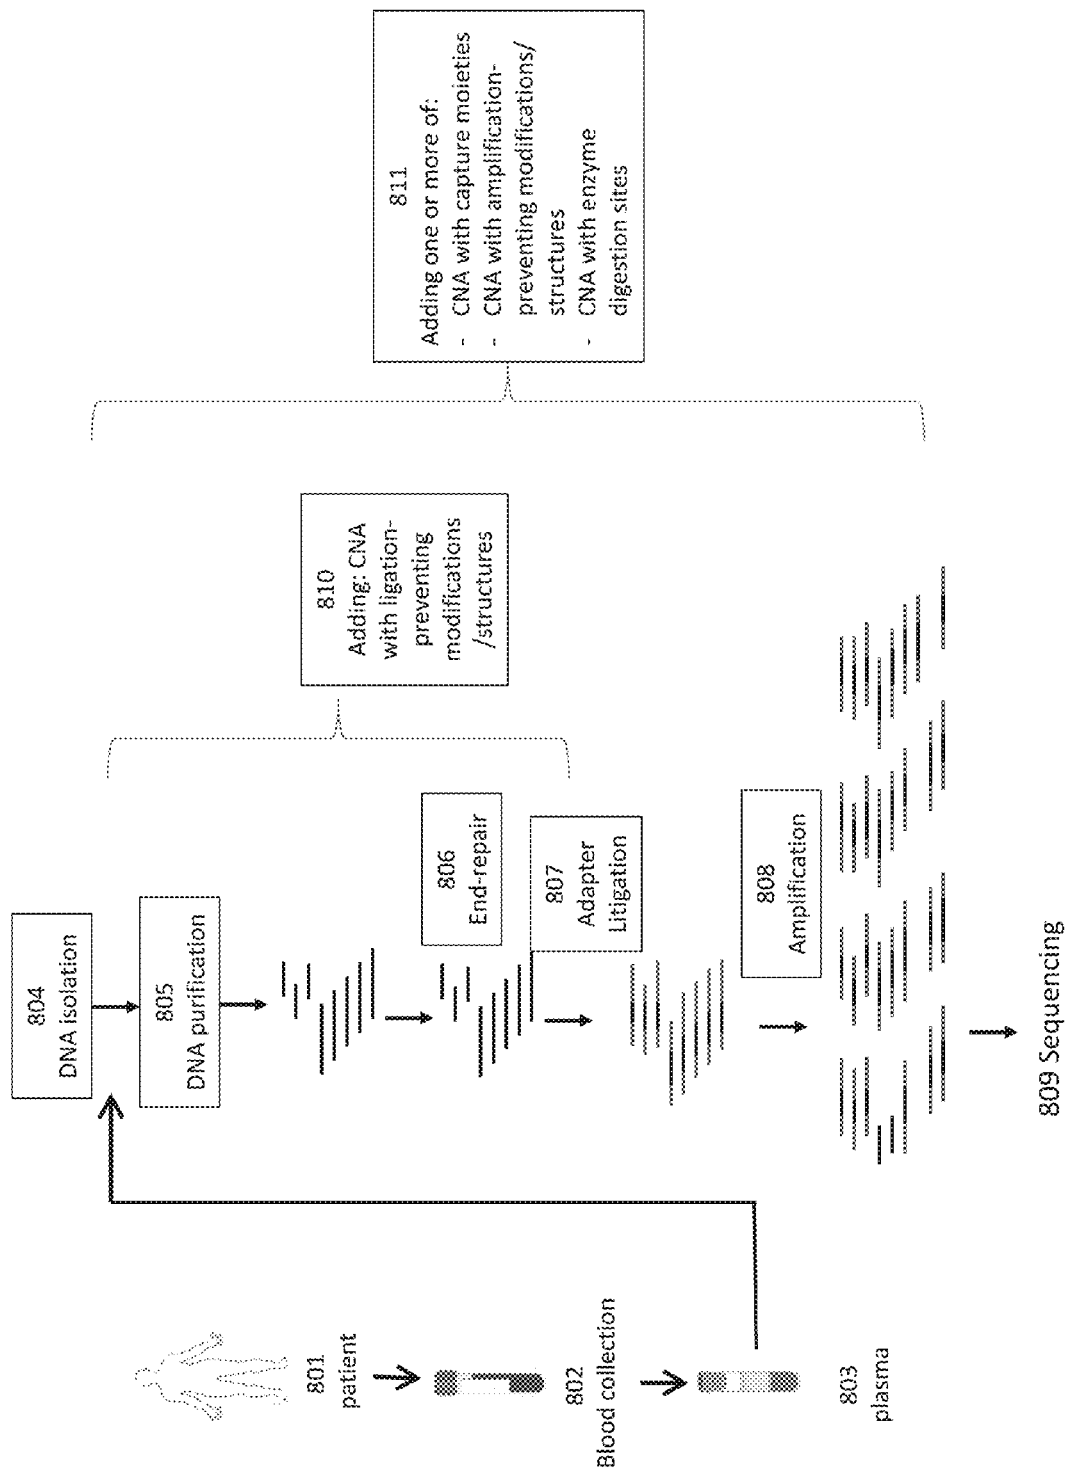 801
patient
802
Blood collection
803
plasma
804
DNA isolation
805
DNA purification
806
End-repair
807
Adapter
Litigation
808
Amplification
809 Sequencing
810
Adding: CNA
with ligation-
preventing
modifications
/structures
811
Adding one or more of:
- CNA with capture moieties
- CNA with amplification-
preventing modifications/
structures
- CNA with enzyme
digestion sites